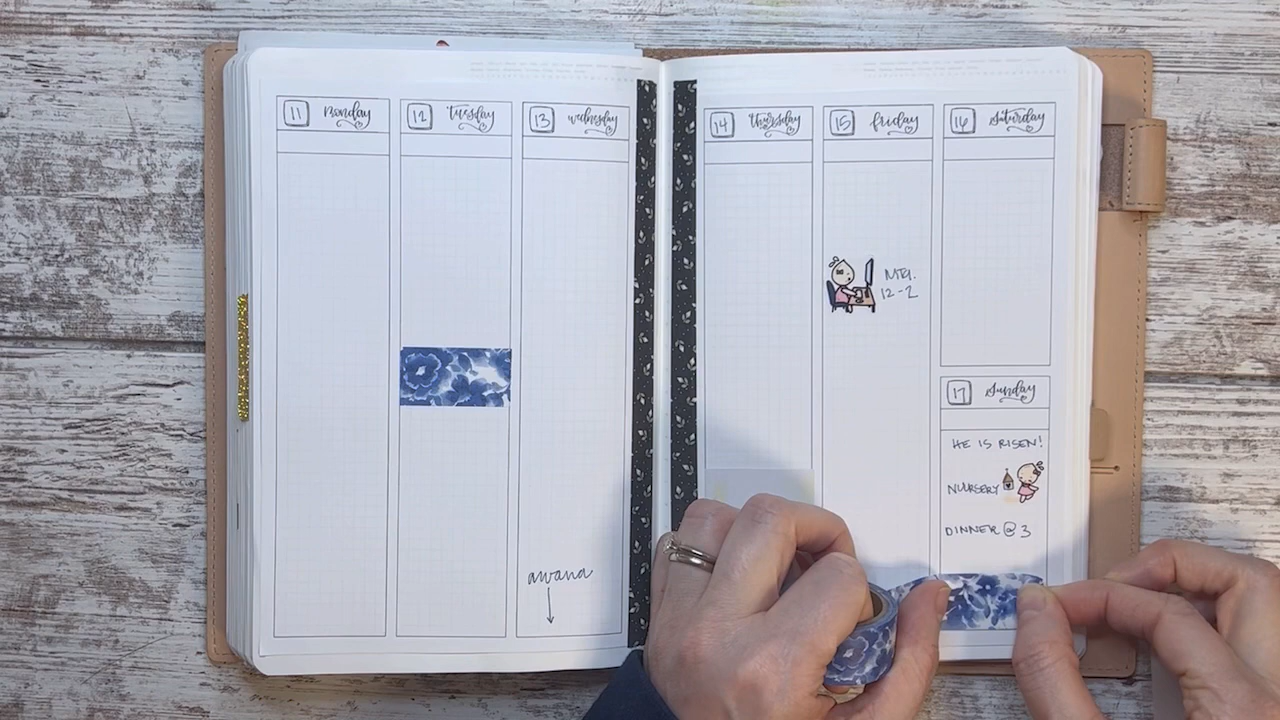 11 Monday
12 tuesday
13 wednesday
awana
14 thursday
15 friday
MTG.
12-2
16 saturday
17 sunday
HE IS RISEN!
NURSERY
DINNER @ 3